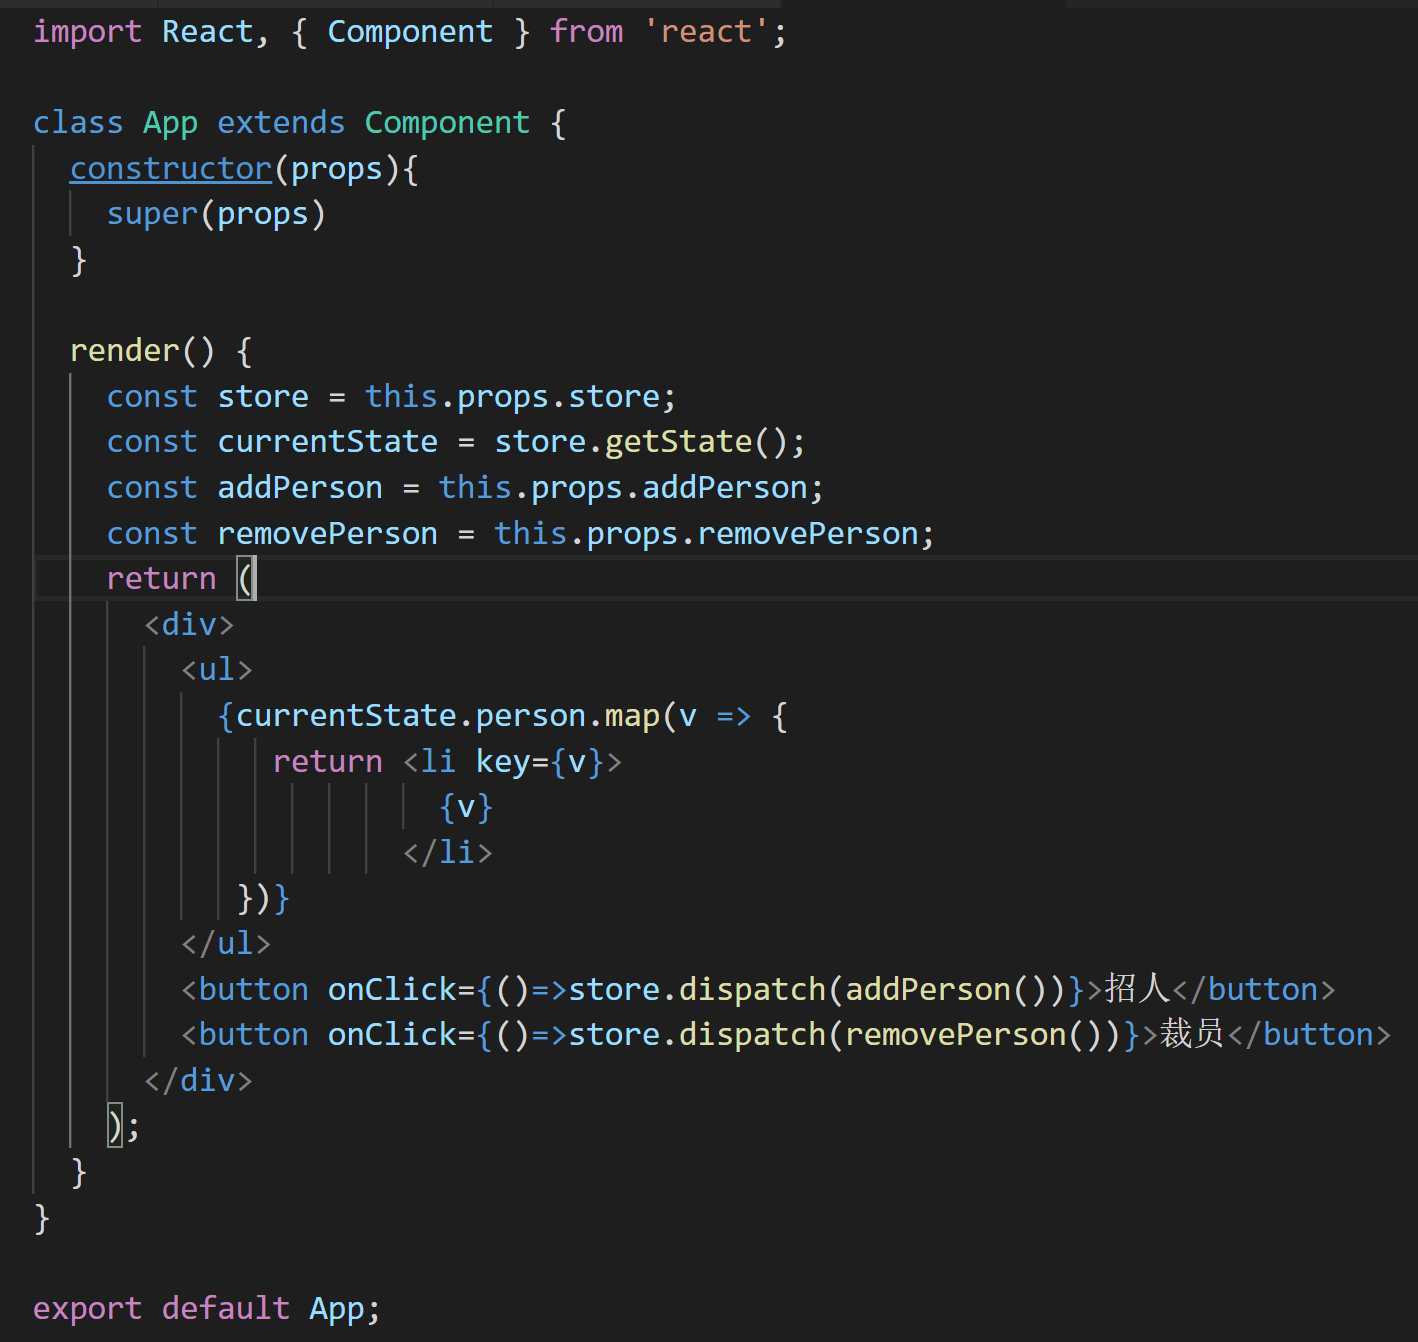 import React, { Component } from 'react';
class App extends Component {
constructor(props){
super(props)
}
render() {
const store = this.props.store;
const currentState = store.getState();
const addPerson = this.props.addPerson;
const removePerson = this.props.removePerson;
return (
<div>
<ul>
{currentState.person.map(v => {
return <li key={v}>
{v}
</li>
})}
</ul>
<button onClick={()=>store.dispatch(addPerson())}>招人</button>
<button onClick={()=>store.dispatch(removePerson())}>裁员</button>
</div>
);
}
}
export default App;